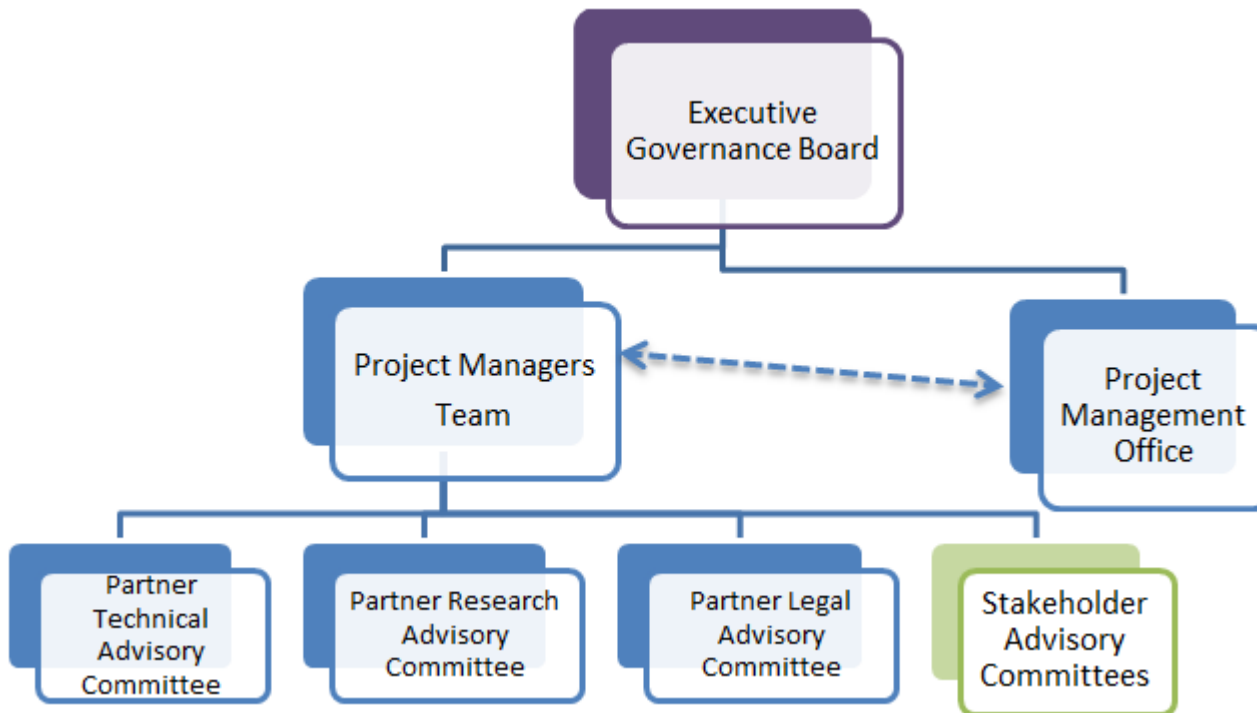 Executive
Governance Board
Project Managers
Team
Project
Management
Office
Partner
Technical
Advisory
Committee
Partner Research
Advisory
Committee
Partner Legal
Advisory
Committee
Stakeholder
Advisory
Committees